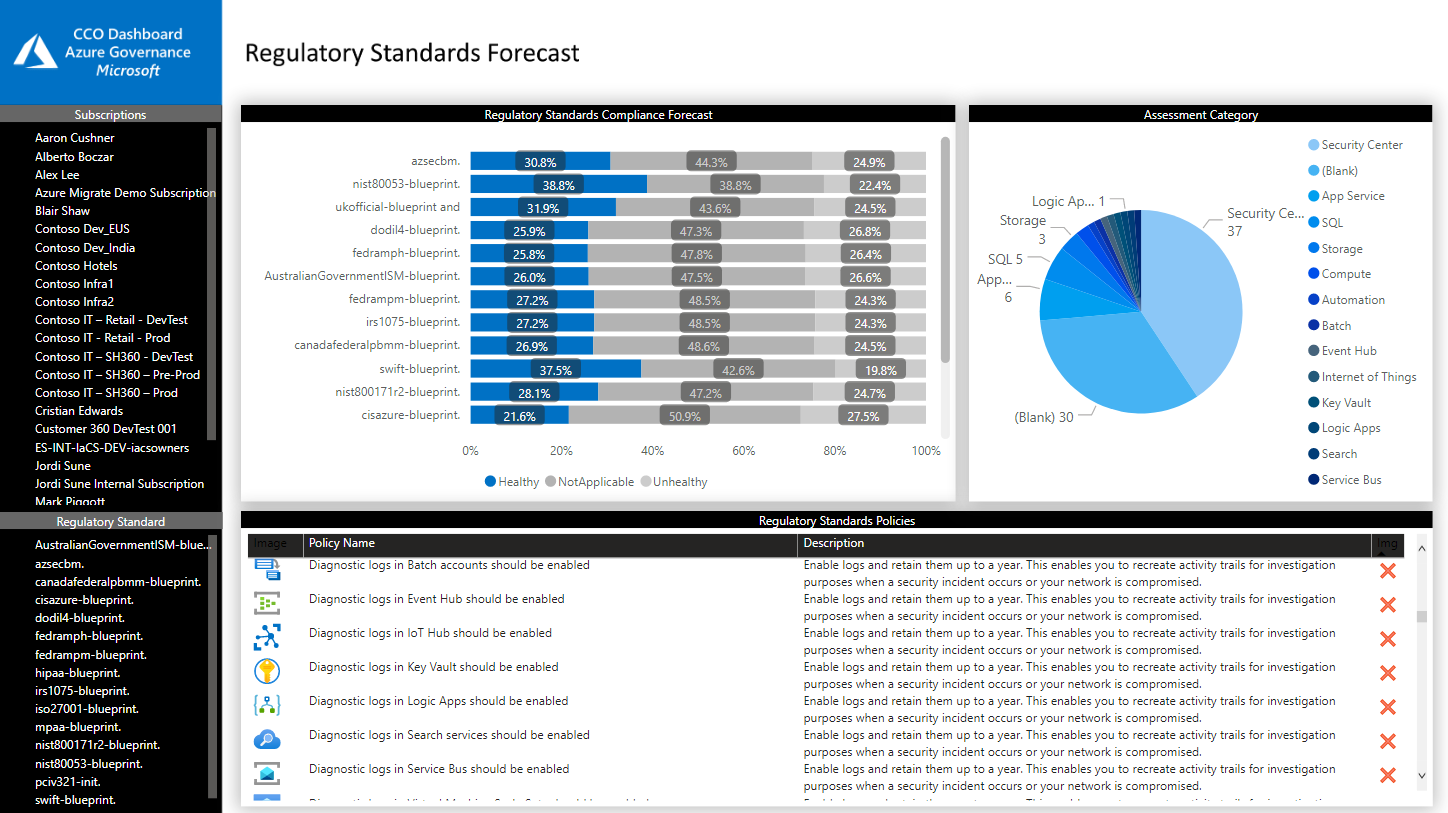 CCO Dashboard
Azure Governance
Microsoft
Regulatory Standards Forecast
Subscriptions
Aaron Cushner
Alberto Boczar
Alex Lee
Azure Migrate Demo Subscription
Blair Shaw
Contoso Dev_EUS
Contoso Dev_India
Contoso Hotels
Contoso Infra1
Contoso Infra2
Contoso IT – Retail - DevTest
Contoso IT - Retail - Prod
Contoso IT – SH360 - DevTest
Contoso IT – SH360 – Pre-Prod
Contoso IT – SH360 – Prod
Cristian Edwards
Customer 360 DevTest 001
ES-INT-IaCS-DEV-iacsowners
Jordi Sune
Jordi Sune Internal Subscription
Mark Piggott
Regulatory Standard
AustralianGovernmentISM-blue...
azsecbm.
canadafederalpbmm-blueprint.
cisazure-blueprint.
dodil4-blueprint.
fedramph-blueprint.
fedrampm-blueprint.
hipaa-blueprint.
irs1075-blueprint.
iso27001-blueprint.
mpaa-blueprint.
nist800171r2-blueprint.
nist80053-blueprint.
pciv321-init.
swift-blueprint.
Regulatory Standards Compliance Forecast
azsecbm. 30.8% 44.3% 24.9%
nist80053-blueprint. 38.8% 38.8% 22.4%
ukofficial-blueprint and 31.9% 43.6% 24.5%
dodil4-blueprint. 25.9% 47.3% 26.8%
fedramph-blueprint. 25.8% 47.8% 26.4%
AustralianGovernmentISM-blueprint. 26.0% 47.5% 26.6%
fedrampm-blueprint. 27.2% 48.5% 24.3%
irs1075-blueprint. 27.2% 48.5% 24.3%
canadafederalpbmm-blueprint. 26.9% 48.6% 24.5%
swift-blueprint. 37.5% 42.6% 19.8%
nist800171r2-blueprint. 28.1% 47.2% 24.7%
cisazure-blueprint. 21.6% 50.9% 27.5%
0% 20% 40% 60% 80% 100%
Healthy NotApplicable Unhealthy
Assessment Category
Logic Ap... 1
Storage
3
SQL 5
App...
6
Security Ce...
37
(Blank) 30
Security Center
(Blank)
App Service
SQL
Storage
Compute
Automation
Batch
Event Hub
Internet of Things
Key Vault
Logic Apps
Search
Service Bus
Regulatory Standards Policies
Image Policy Name Description Img
Diagnostic logs in Batch accounts should be enabled
Enable logs and retain them up to a year. This enables you to recreate activity trails for investigation
purposes when a security incident occurs or your network is compromised.
Diagnostic logs in Event Hub should be enabled
Enable logs and retain them up to a year. This enables you to recreate activity trails for investigation
purposes when a security incident occurs or your network is compromised.
Diagnostic logs in IoT Hub should be enabled
Enable logs and retain them up to a year. This enables you to recreate activity trails for investigation
purposes when a security incident occurs or your network is compromised.
Diagnostic logs in Key Vault should be enabled
Enable logs and retain them up to a year. This enables you to recreate activity trails for investigation
purposes when a security incident occurs or your network is compromised.
Diagnostic logs in Logic Apps should be enabled
Enable logs and retain them up to a year. This enables you to recreate activity trails for investigation
purposes when a security incident occurs or your network is compromised.
Diagnostic logs in Search services should be enabled
Enable logs and retain them up to a year. This enables you to recreate activity trails for investigation
purposes when a security incident occurs or your network is compromised.
Diagnostic logs in Service Bus should be enabled
Enable logs and retain them up to a year. This enables you to recreate activity trails for investigation
purposes when a security incident occurs or your network is compromised.